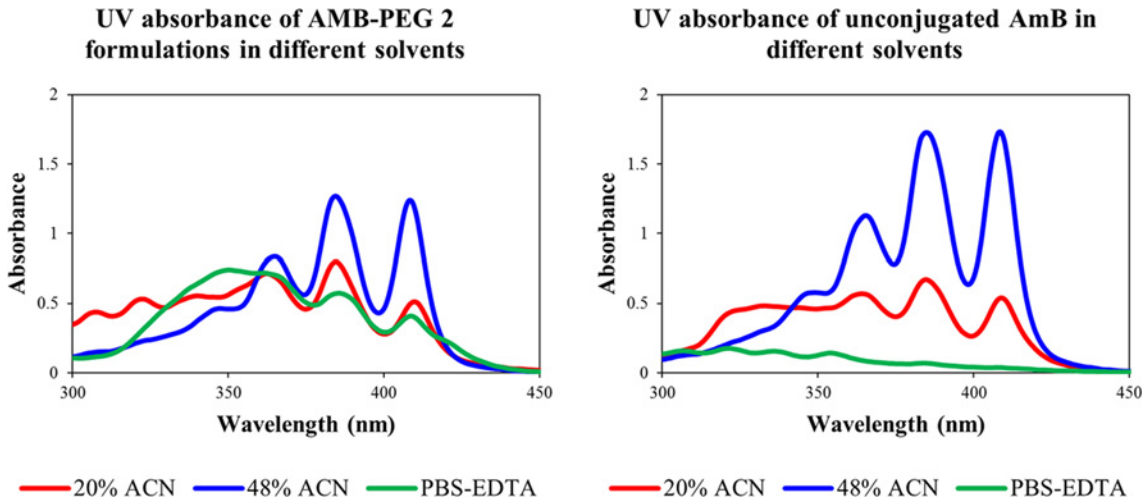 UV absorbance of AMB-PEG 2
formulations in different solvents
2
1.5
1
0.5
0
300
350
400
450
Absorbance
Wavelength (nm)
20% ACN
48% ACN
PBS-EDTA
UV absorbance of unconjugated AmB in
different solvents
2
1.5
1
0.5
0
300
350
400
450
Absorbance
Wavelength (nm)
20% ACN
48% ACN
PBS-EDTA